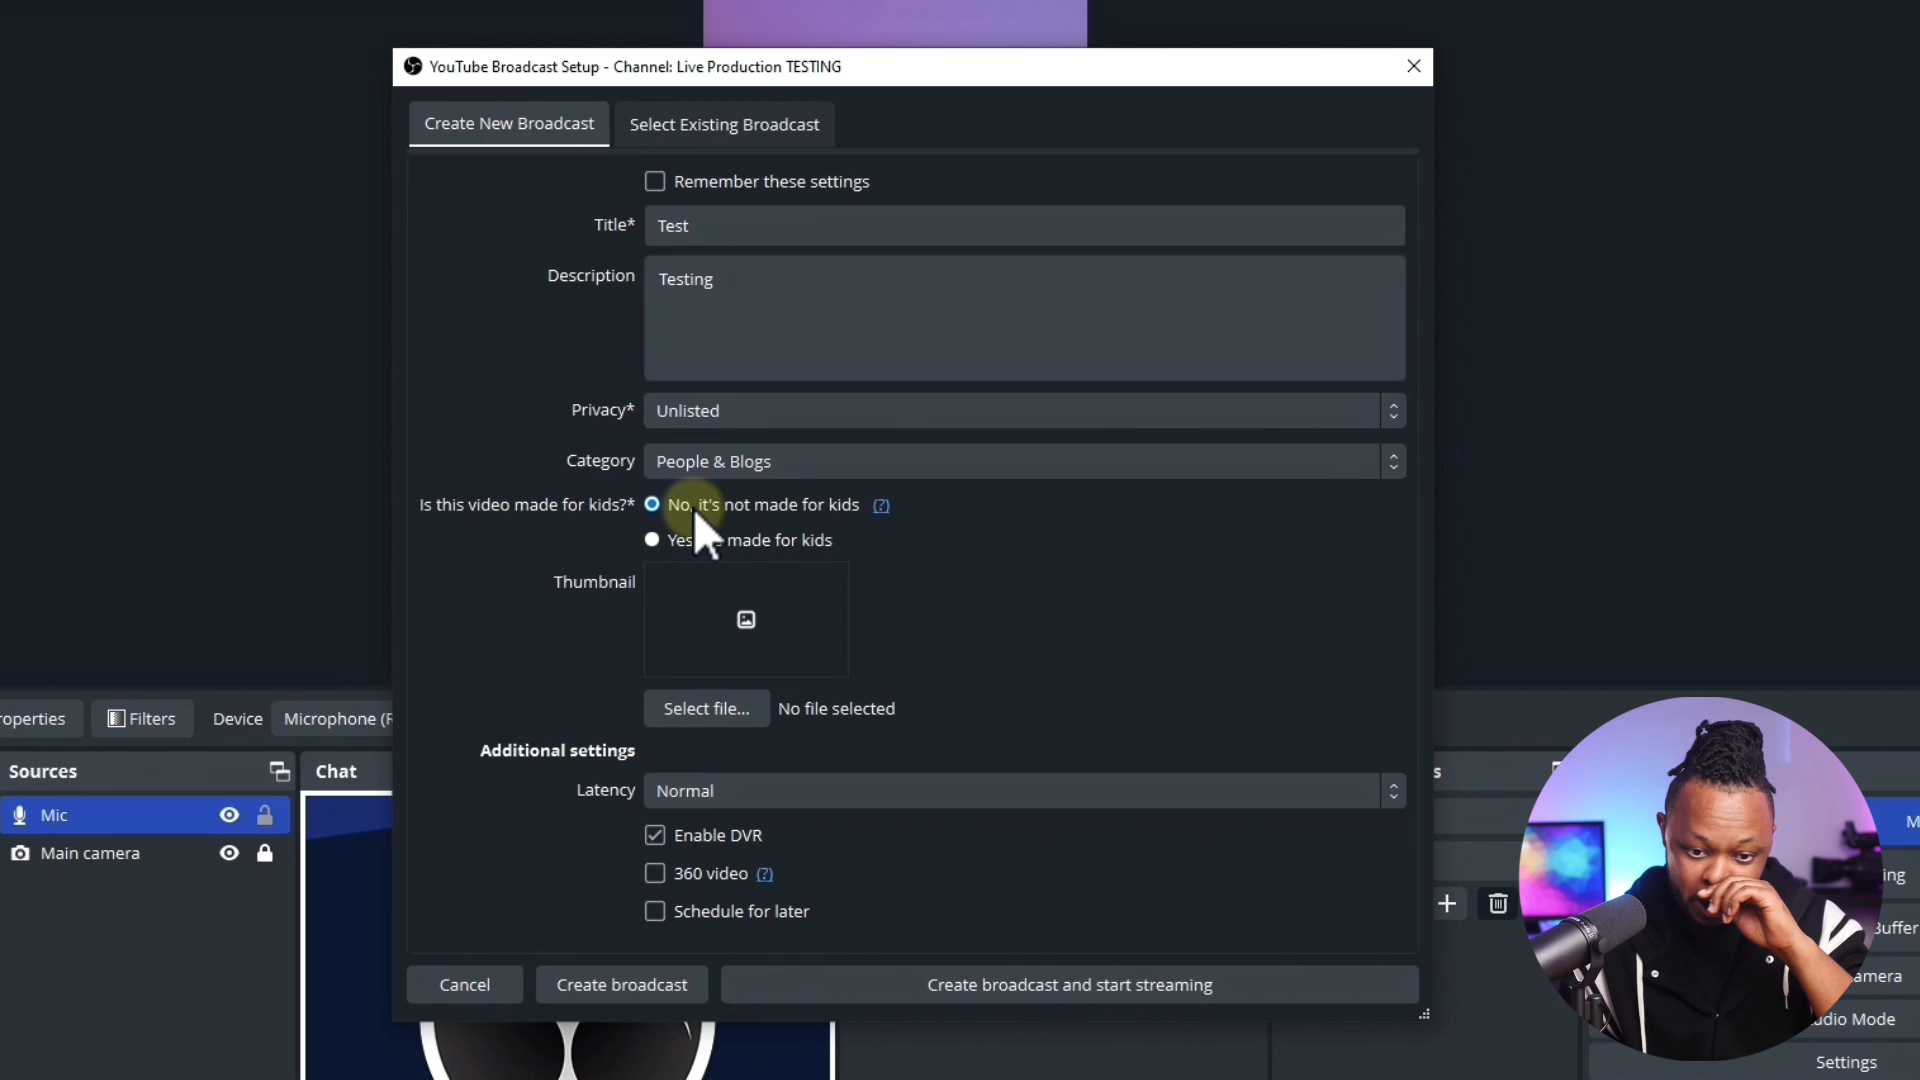 YouTube Broadcast Setup - Channel: Live Production TESTING
Create New Broadcast
Select Existing Broadcast
Remember these settings
Title*
Test
Description
Testing
Privacy*
Unlisted
Category
People & Blogs
Is this video made for kids?*
No, it's not made for kids (?)
Yes made for kids
Thumbnail
Select file...
No file selected
Additional settings
Latency
Normal
Enable DVR
360 video (?)
Schedule for later
Cancel
Create broadcast
Create broadcast and start streaming
roperties
Filters
Device
Microphone (R
Sources
Chat
Mic
Main camera
s
M
ing
Buffer
amera
udio Mode
Settings